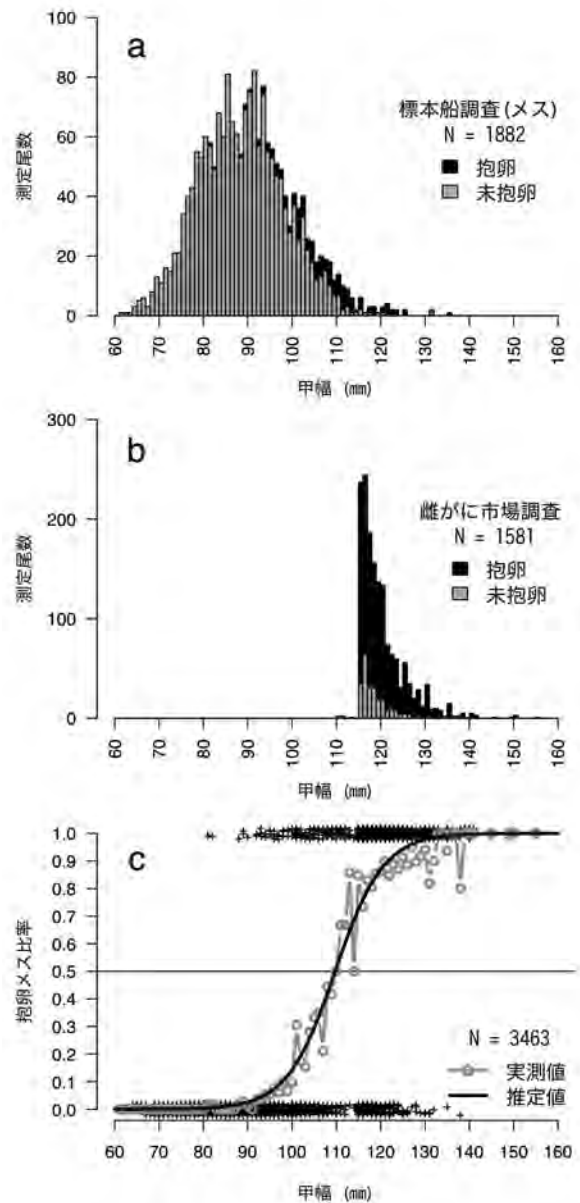 a
100
80
60
40
20
0
測定尾数
標本船調査(メス)
N = 1882
抱卵
未抱卵
60 70 80 90 100 110 120 130 140 150 160
甲幅 (mm)
b
300
200
100
0
測定尾数
雌がに市場調査
N = 1581
抱卵
未抱卵
60 70 80 90 100 110 120 130 140 150 160
甲幅 (mm)
c
1.0
0.9
0.8
0.7
0.6
0.5
0.4
0.3
0.2
0.1
0.0
抱卵メス比率
N = 3463
実測値
推定値
60 70 80 90 100 110 120 130 140 150 160
甲幅 (mm)